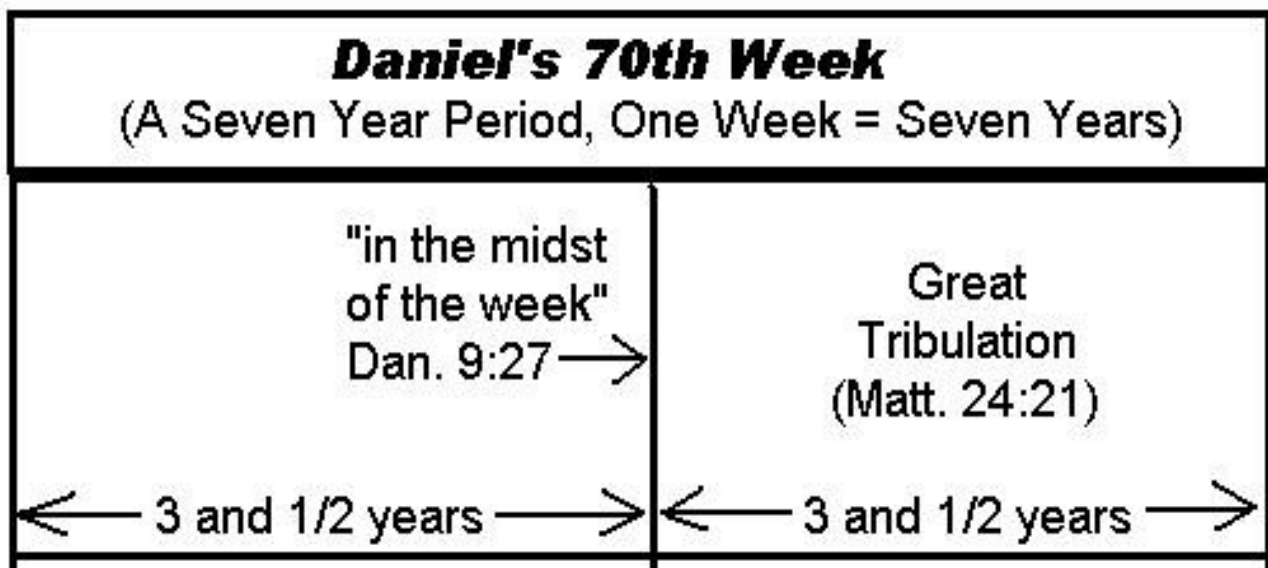 Daniel's 70th Week
(A Seven Year Period, One Week = Seven Years)
"in the midst
of the week"
Dan. 9:27
Great
Tribulation
(Matt. 24:21)
3 and 1/2 years
3 and 1/2 years